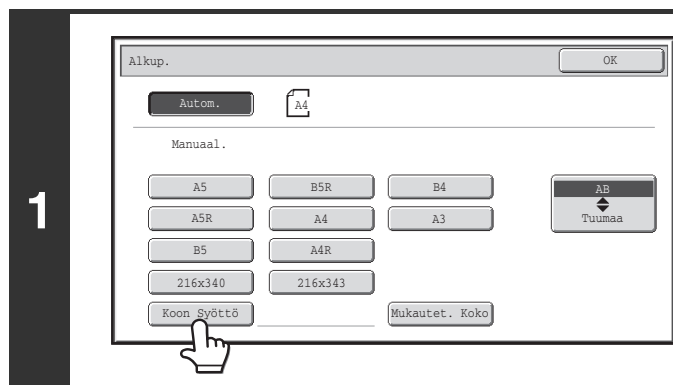 1
Alkup.
OK
Autom.
A4
Manuaal.
A5 B5R B4
AB
A5R A4 A3
Tuumaa
B5 A4R
216x340 216x343
Koon Syöttö Mukautet. Koko